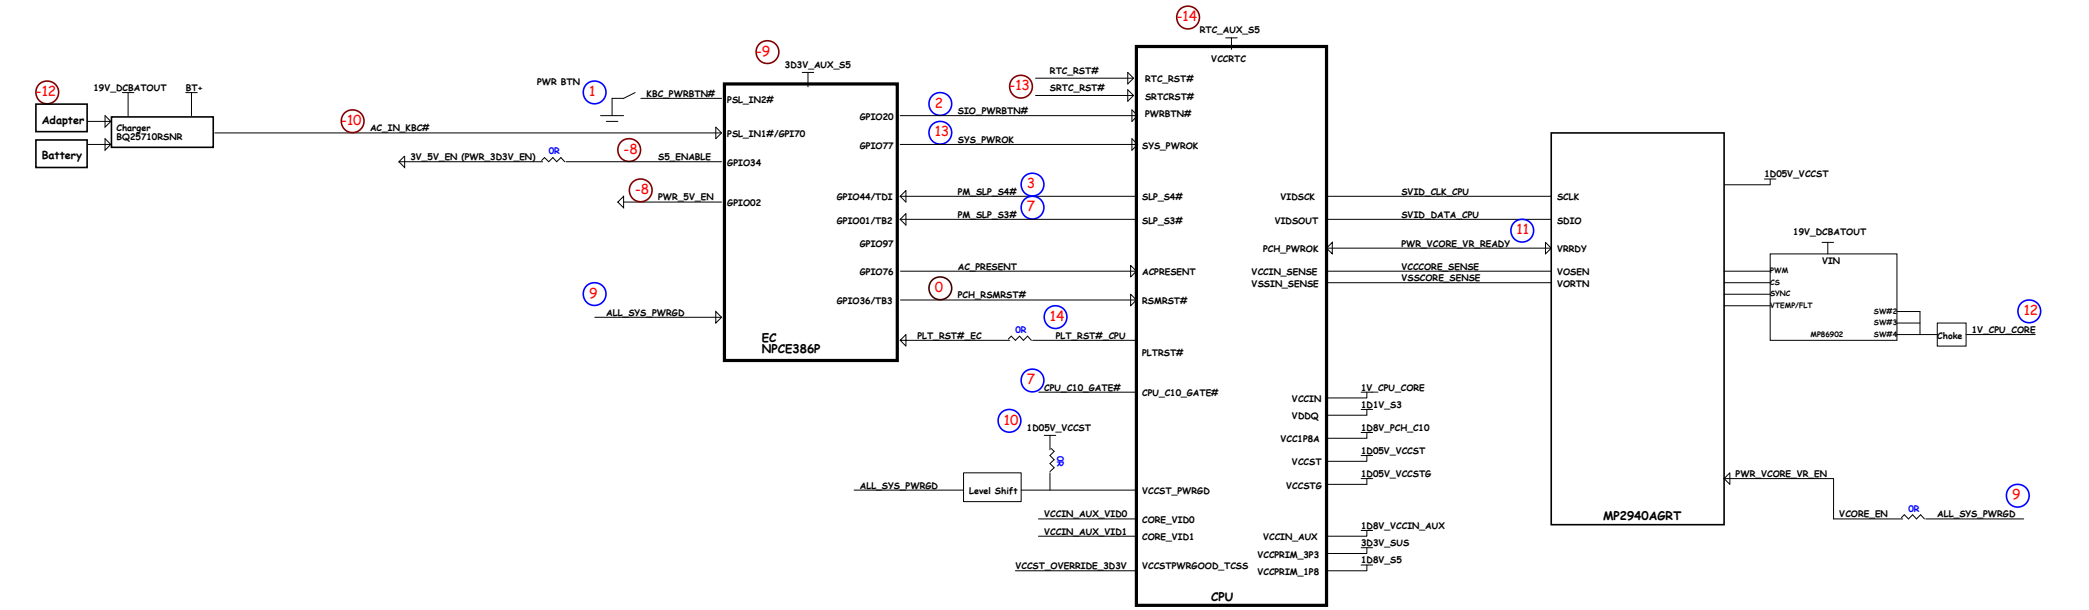 -14
RTC_AUX_S5
VCCRTC
-9
3D3V_AUX_S5
-12
19V_DCBATOUT
BT+
Adapter
Charger
BQ25710RSNR
Battery
PWR BTN
1
KBC_PWRBTN#
PSL_IN2#
-10
AC_IN_KBC#
PSL_IN1#/GPI70
3V_5V_EN (PWR_3D3V_EN)
0R
-8
S5_ENABLE
GPIO34
-8
PWR_5V_EN
GPIO02
9
ALL_SYS_PWRGD
EC
NPCE386P
GPIO20
GPIO77
GPIO44/TDI
GPIO01/TB2
GPIO97
GPIO76
GPIO36/TB3
RTC_RST#
-13
SRTC_RST#
2
SIO_PWRBTN#
13
SYS_PWROK
PM_SLP_S4#
3
PM_SLP_S3#
7
AC_PRESENT
0
PCH_RSMRST#
14
PLT_RST#_EC
0R
PLT_RST#_CPU
7
CPU_C10_GATE#
10
1D05V_VCCST
0R
ALL_SYS_PWRGD
Level Shift
VCCIN_AUX_VID0
VCCIN_AUX_VID1
VCCST_OVERRIDE_3D3V
RTC_RST#
SRTCRST#
PWRBTN#
SYS_PWROK
SLP_S4#
SLP_S3#
ACPRESENT
RSMRST#
PLTRST#
CPU_C10_GATE#
VCCST_PWRGD
CORE_VID0
CORE_VID1
VCCSTPWRGOOD_TCSS
CPU
VIDSCK
VIDSOUT
PCH_PWROK
VCCIN_SENSE
VSSIN_SENSE
VCCIN
VDDQ
VCC1P8A
VCCST
VCCSTG
VCCIN_AUX
VCCPRIM_3P3
VCCPRIM_1P8
SVID_CLK_CPU
SVID_DATA_CPU
11
PWR_VCORE_VR_READY
VCCCORE_SENSE
VSSCORE_SENSE
1V_CPU_CORE
1D1V_S3
1D8V_PCH_C10
1D05V_VCCST
1D05V_VCCSTG
1D8V_VCCIN_AUX
3D3V_SUS
1D8V_S5
SCLK
SDIO
VRRDY
VOSEN
VORTN
MP2940AGRT
1D05V_VCCST
19V_DCBATOUT
VIN
PWM
CS
SYNC
VTEMP/FLT
SW#2
SW#3
SW#4
MP86902
Choke
12
1V_CPU_CORE
PWR_VCORE_VR_EN
9
VCORE_EN
0R
ALL_SYS_PWRGD